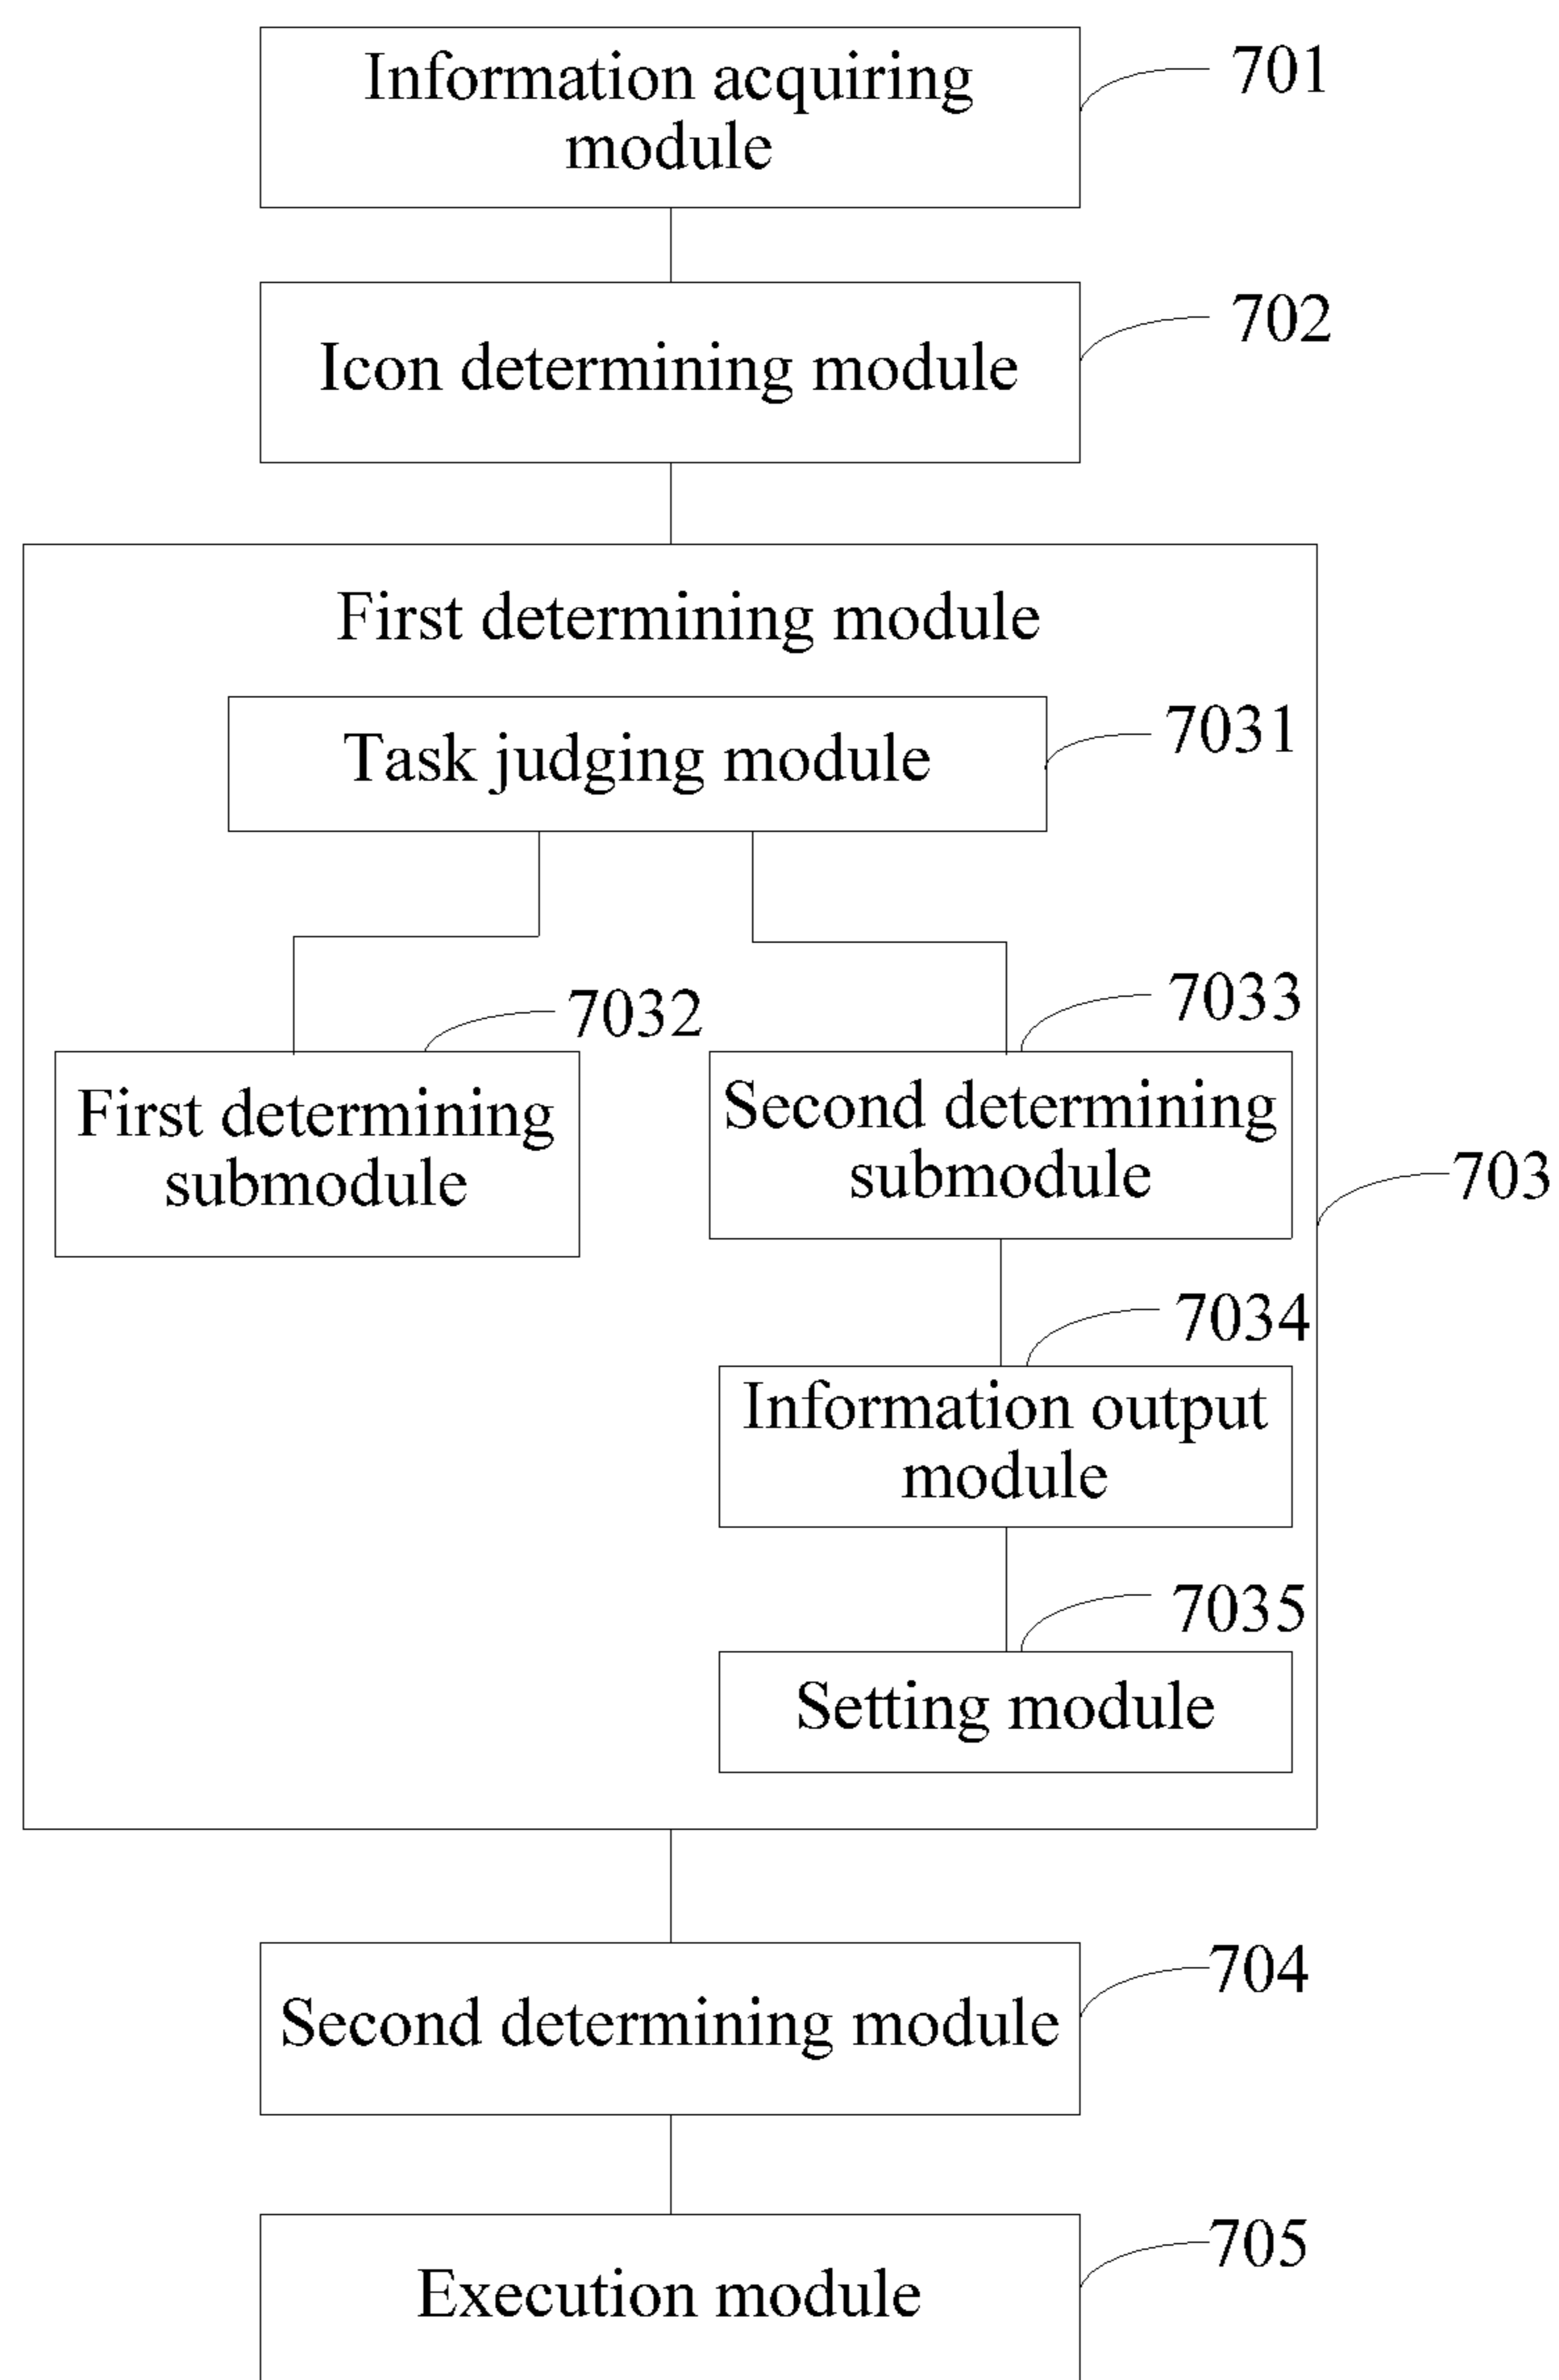 Information acquiring
module
701
Icon determining module
702
First determining module
Task judging module
7031
7032
7033
First determining
submodule
Second determining
submodule
703
7034
Information output
module
7035
Setting module
704
Second determining module
705
Execution module